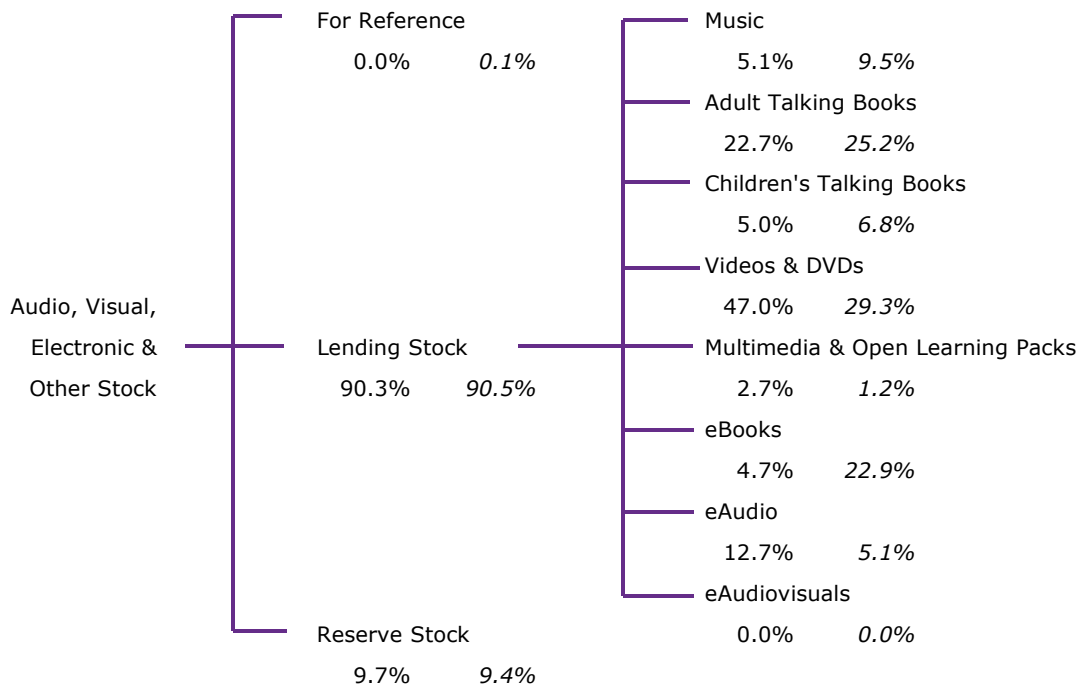 For Reference
0.0% 0.1%
Music
5.1% 9.5%
Adult Talking Books
22.7% 25.2%
Children's Talking Books
5.0% 6.8%
Videos & DVDs
47.0% 29.3%
Audio, Visual,
Electronic &
Other Stock
Lending Stock
90.3% 90.5%
Multimedia & Open Learning Packs
2.7% 1.2%
eBooks
4.7% 22.9%
eAudio
12.7% 5.1%
eAudiovisuals
0.0% 0.0%
Reserve Stock
9.7% 9.4%